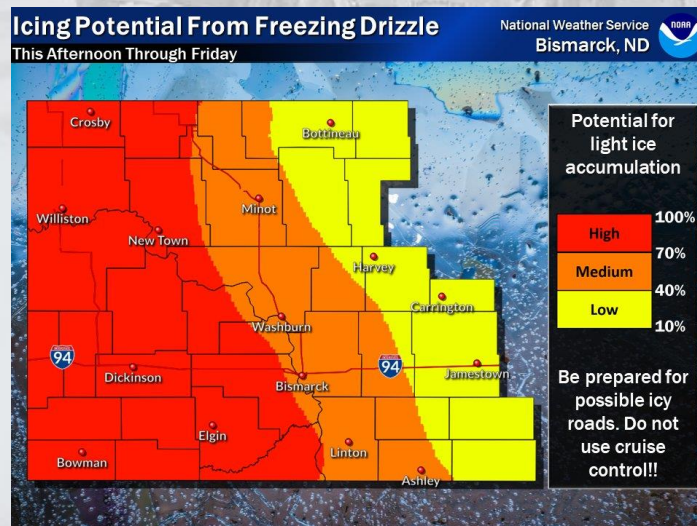 Icing Potential From Freezing Drizzle
This Afternoon Through Friday
National Weather Service
Bismarck, ND
NOAA
Crosby
Bottineau
Williston
Minot
New Town
Harvey
Carrington
Washburn
94
Dickinson
Bismarck
94
Jamestown
Elgin
Linton
Bowman
Ashley
Potential for
light ice
accumulation
100%
High
70%
Medium
40%
Low
10%
Be prepared for
possible icy
roads. Do not
use cruise
control!!